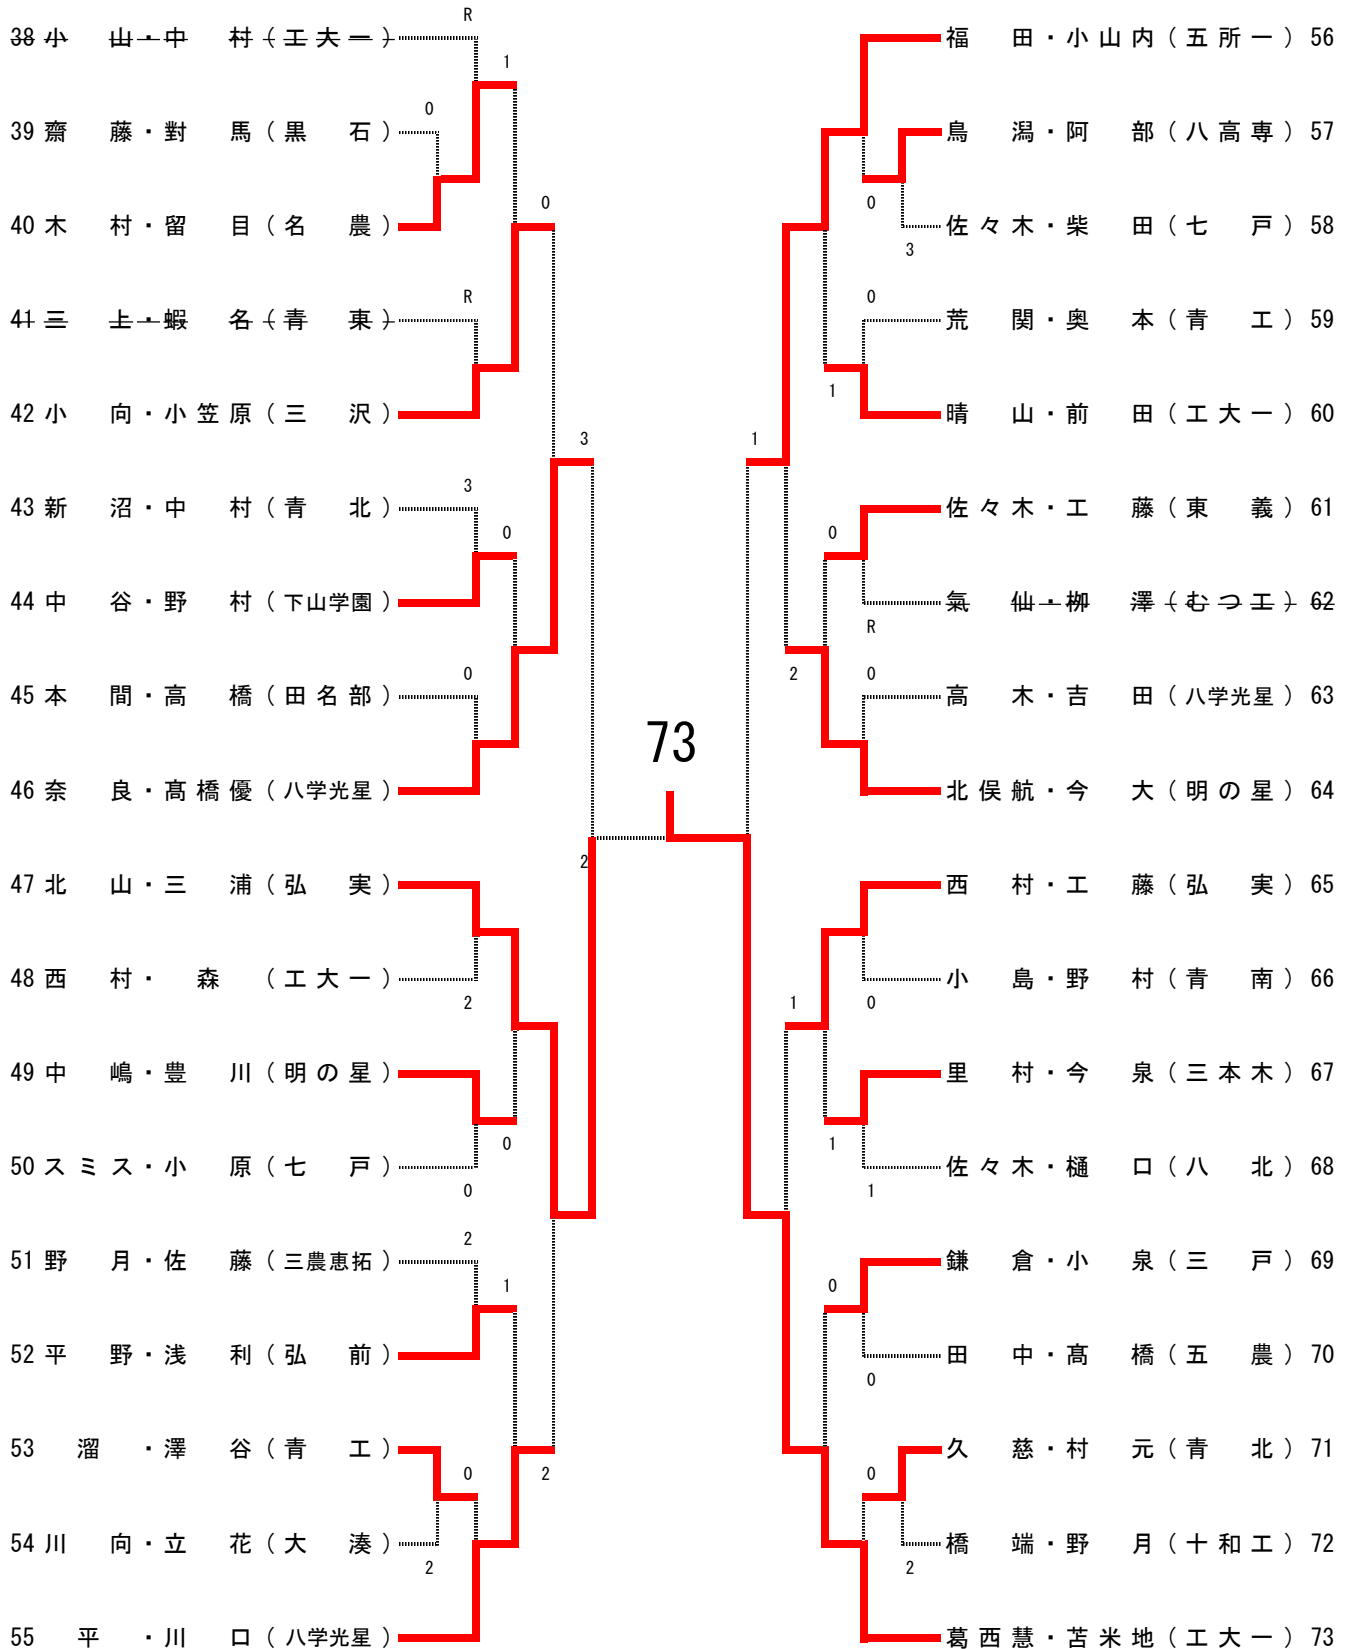 38 小 山・中 村（工大一） R 福 田・小山内（五所一） 56
1
0
39 齋 藤・對 馬（黒 石） 鳥 潟・阿 部（八高専） 57
0 0
40 木 村・留 目（名 農） 佐々木・柴 田（七 戸） 58
3
R 0
41 三 上・蝦 名（青 東） 荒 関・奥 本（青 工） 59
1
42 小 向・小笠原（三 沢） 晴 山・前 田（工大一） 60
3 1
3
43 新 沼・中 村（青 北） 佐々木・工 藤（東 義） 61
0 0
44 中 谷・野 村（下山学園） 氣 仙・栁 澤（むつ工） 62
R
0 2 0
45 本 間・高 橋（田名部） 高 木・吉 田（八学光星） 63
73
46 奈 良・髙橋優（八学光星） 北俣航・今 大（明の星） 64
2
47 北 山・三 浦（弘 実） 西 村・工 藤（弘 実） 65
48 西 村・ 森 （工大一） 小 島・野 村（青 南） 66
2 1 0
49 中 嶋・豊 川（明の星） 里 村・今 泉（三本木） 67
0 1
50 スミス・小 原（七 戸） 佐々木・樋 口（八 北） 68
0 1
2
51 野 月・佐 藤（三農恵拓） 鎌 倉・小 泉（三 戸） 69
1 0
52 平 野・浅 利（弘 前） 田 中・髙 橋（五 農） 70
0
53 溜 ・澤 谷（青 工） 久 慈・村 元（青 北） 71
0 2 0
54 川 向・立 花（大 湊） 橋 端・野 月（十和工） 72
2 2
55 平 ・川 口（八学光星） 葛西慧・苫米地（工大一） 73